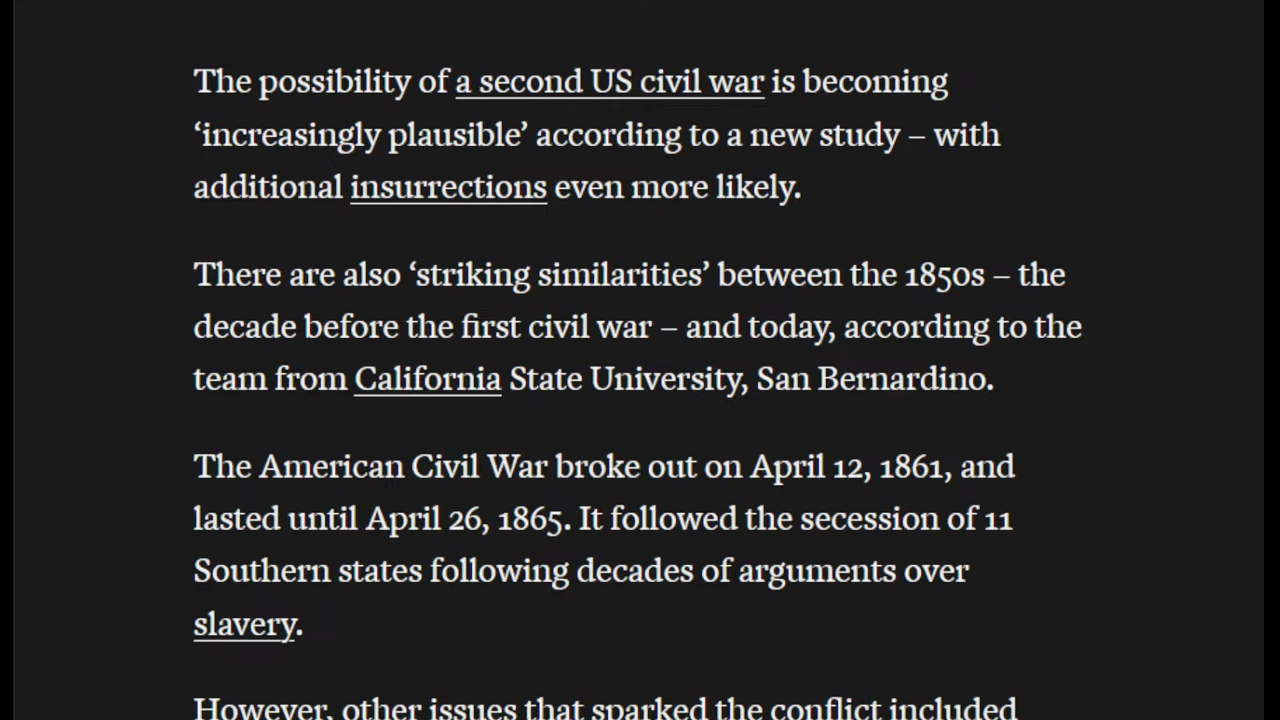 The possibility of a second US civil war is becoming
‘increasingly plausible’ according to a new study – with
additional insurrections even more likely.
There are also ‘striking similarities’ between the 1850s – the
decade before the first civil war – and today, according to the
team from California State University, San Bernardino.
The American Civil War broke out on April 12, 1861, and
lasted until April 26, 1865. It followed the secession of 11
Southern states following decades of arguments over
slavery.
However, other issues that sparked the conflict included